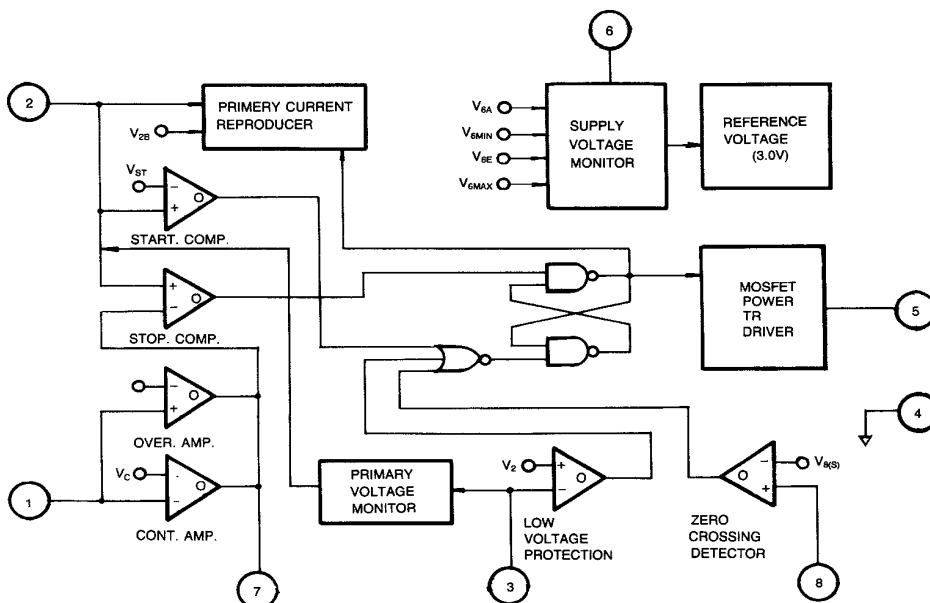 6
2
PRIMERY CURRENT
REPRODUCER
V2B
V6A
V6MIN
V6E
V6MAX
SUPPLY
VOLTAGE
MONITOR
REFERENCE
VOLTAGE
(3.0V)
VST
−
+
O
START. COMP.
+
−
O
STOP. COMP.
MOSFET
POWER
TR
DRIVER
5
−
+
O
OVER. AMP.
4
VC
-
−
O
CONT. AMP.
1
PRIMARY
VOLTAGE
MONITOR
V2
+
−
O
LOW
VOLTAGE
PROTECTION
−
+
O
V8(S)
ZERO
CROSSING
DETECTOR
7
3
8